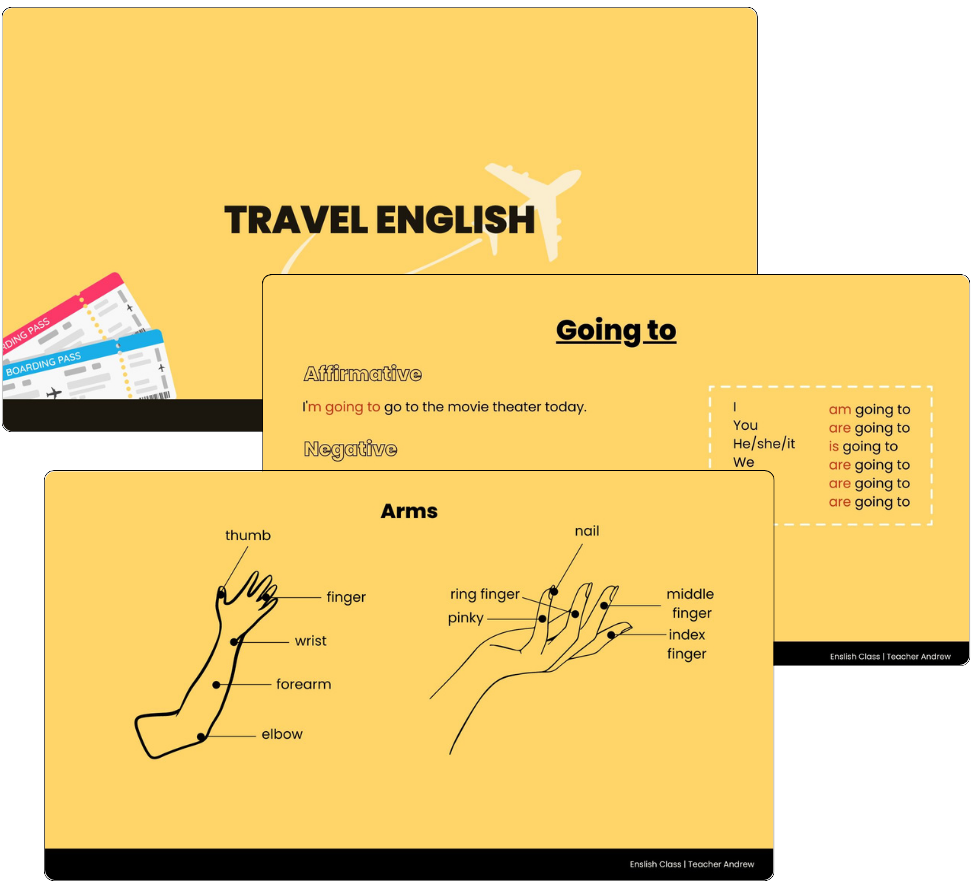 TRAVEL ENGLISH
BOARDING PASS
BOARDING PASS
Going to
Affirmative
I'm going to go to the movie theater today.
Negative
I am going to
You are going to
He/she/it is going to
We are going to
are going to
are going to
Enslish Class | Teacher Andrew
Arms
thumb
finger
wrist
forearm
elbow
nail
ring finger
pinky
middle
finger
index
finger
Enslish Class | Teacher Andrew